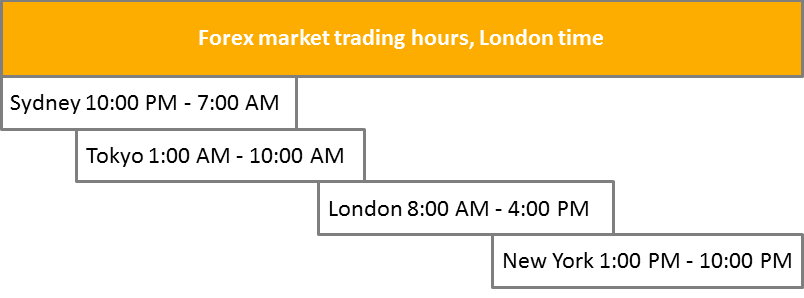 Forex market trading hours, London time
Sydney 10:00 PM - 7:00 AM
Tokyo 1:00 AM - 10:00 AM
London 8:00 AM - 4:00 PM
New York 1:00 PM - 10:00 PM